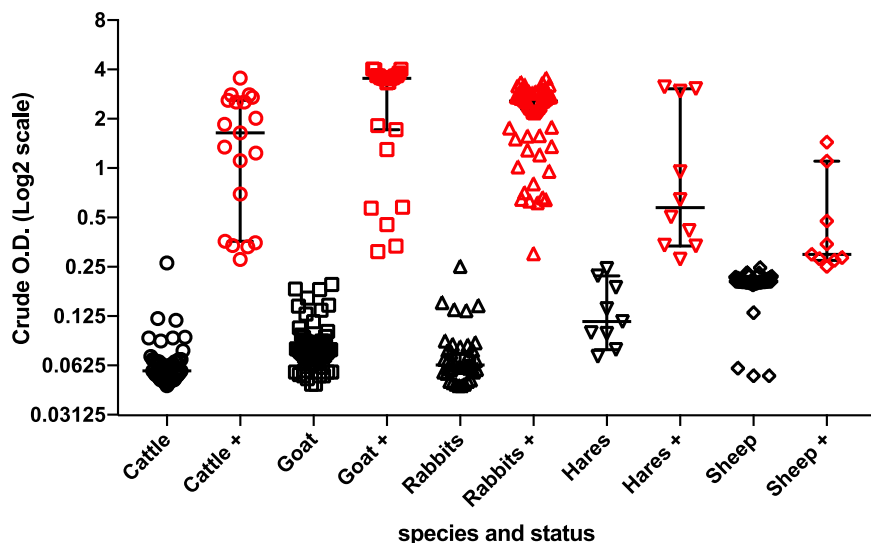 Crude O.D. (Log2 scale)
8
4
2
1
0.5
0.25
0.125
0.0625
0.03125
Cattle
Cattle +
Goat
Goat +
Rabbits
Rabbits +
Hares
Hares +
Sheep
Sheep +
species and status